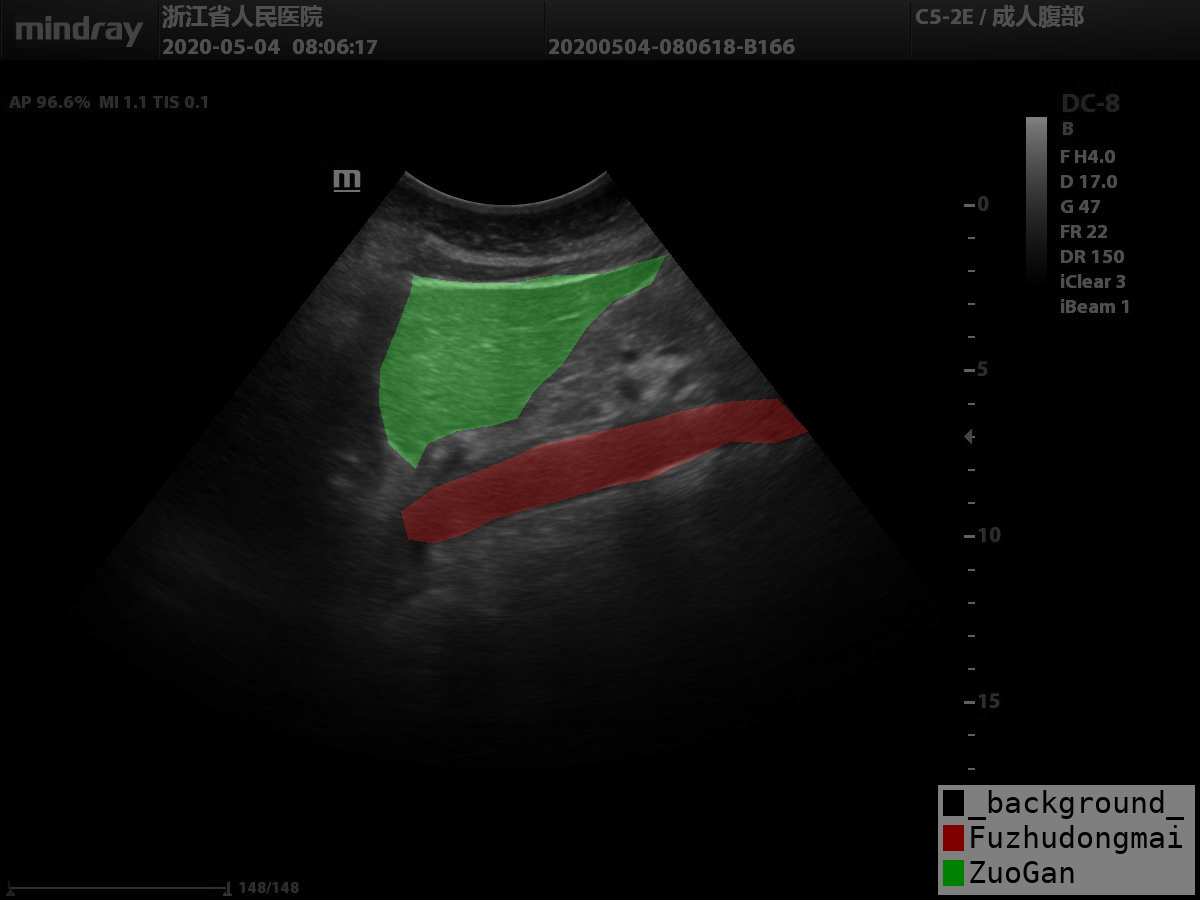 mindray
浙江省人民医院
2020-05-04 08:06:17
20200504-080618-B166
C5-2E / 成人腹部
AP 96.6% MI 1.1 TIS 0.1
DC-8
B
F H4.0
D 17.0
G 47
FR 22
DR 150
iClear 3
iBeam 1
m
0
5
10
15
_background_
Fuzhudongmai
ZuoGan
148/148